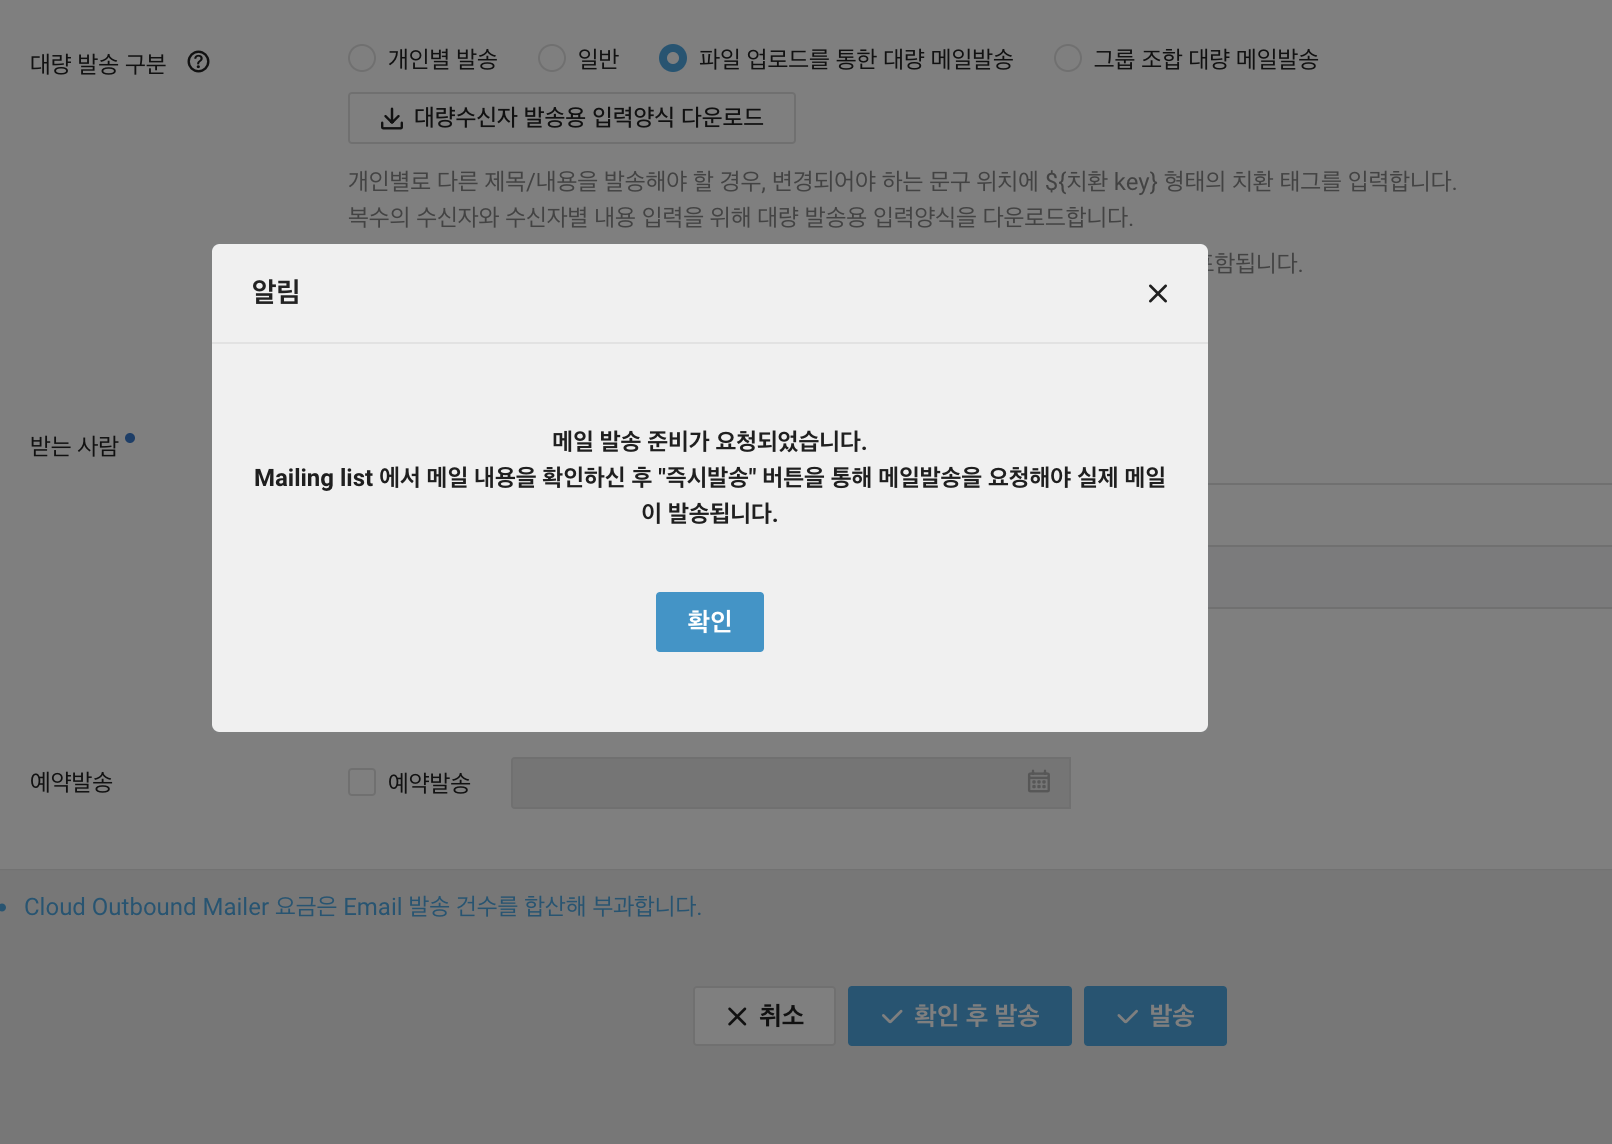 대량 발송 구분
개인별 발송
일반
파일 업로드를 통한 대량 메일발송
그룹 조합 대량 메일발송
대량수신자 발송용 입력양식 다운로드
개인별로 다른 제목/내용을 발송해야 할 경우, 변경되어야 하는 문구 위치에 ${치환 key} 형태의 치환 태그를 입력합니다.
복수의 수신자와 수신자별 내용 입력을 위해 대량 발송용 입력양식을 다운로드합니다.
포함됩니다.
알림
메일 발송 준비가 요청되었습니다.
Mailing list 에서 메일 내용을 확인하신 후 "즉시발송" 버튼을 통해 메일발송을 요청해야 실제 메일
이 발송됩니다.
확인
받는 사람
예약발송
예약발송
Cloud Outbound Mailer 요금은 Email 발송 건수를 합산해 부과합니다.
취소
확인 후 발송
발송